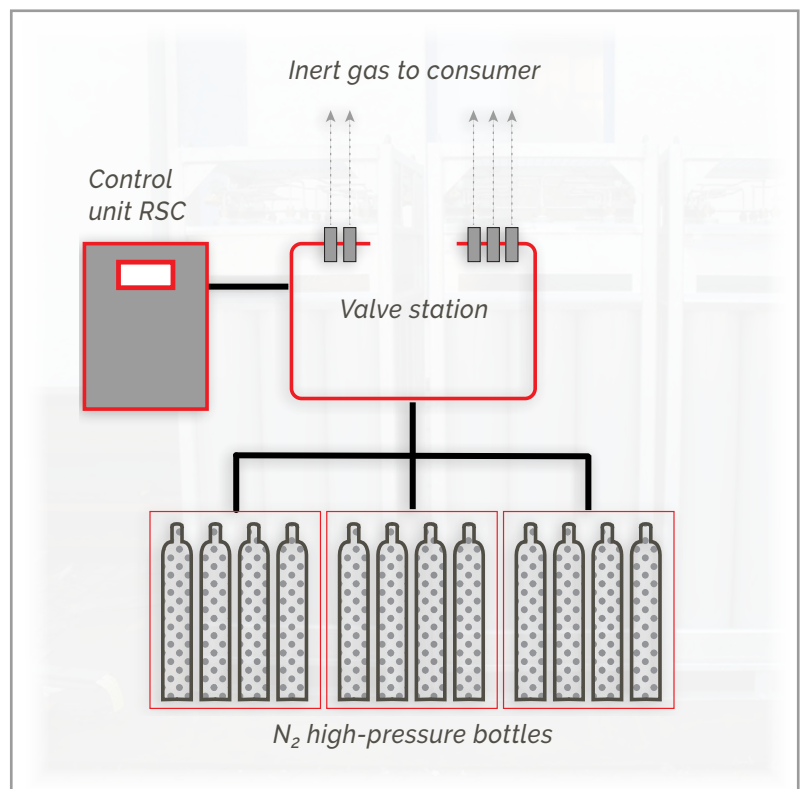 Inert gas to consumer
Control
unit RSC
Valve station
N₂ high-pressure bottles